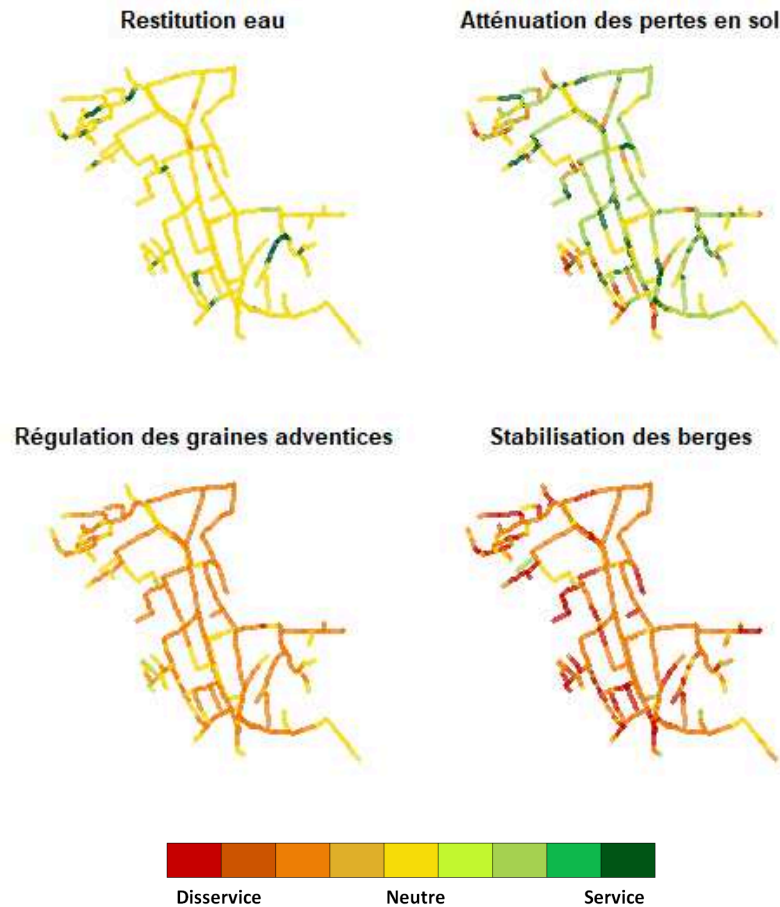 Restitution eau
Atténuation des pertes en sol
Régulation des graines adventices
Stabilisation des berges
Disservice
Neutre
Service